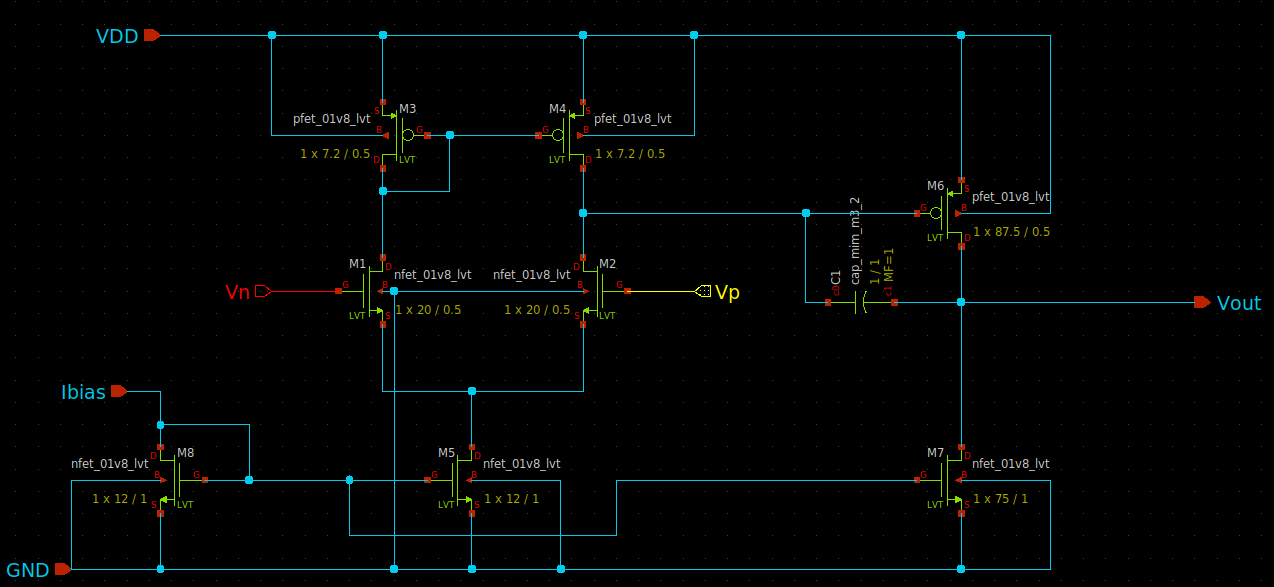 VDD
S
M3
pfet_01v8_lvt
B
G
1 x 7.2 / 0.5
D
LVT
M4
S
pfet_01v8_lvt
G
B
LVT
D
1 x 7.2 / 0.5
M6
S
pfet_01v8_lvt
G
B
LVT
D
1 x 87.5 / 0.5
C1
cap_mim_m3_2
1 / 1
MF=1
c0
c1
Vout
M1
D
nfet_01v8_lvt
Vn
G
B
LVT
S
1 x 20 / 0.5
nfet_01v8_lvt
D
M2
B
G
Vp
1 x 20 / 0.5
S
LVT
Ibias
nfet_01v8_lvt
D
M8
B
G
1 x 12 / 1
S
LVT
M5
D
nfet_01v8_lvt
G
B
LVT
S
1 x 12 / 1
M7
D
nfet_01v8_lvt
G
B
LVT
S
1 x 75 / 1
GND